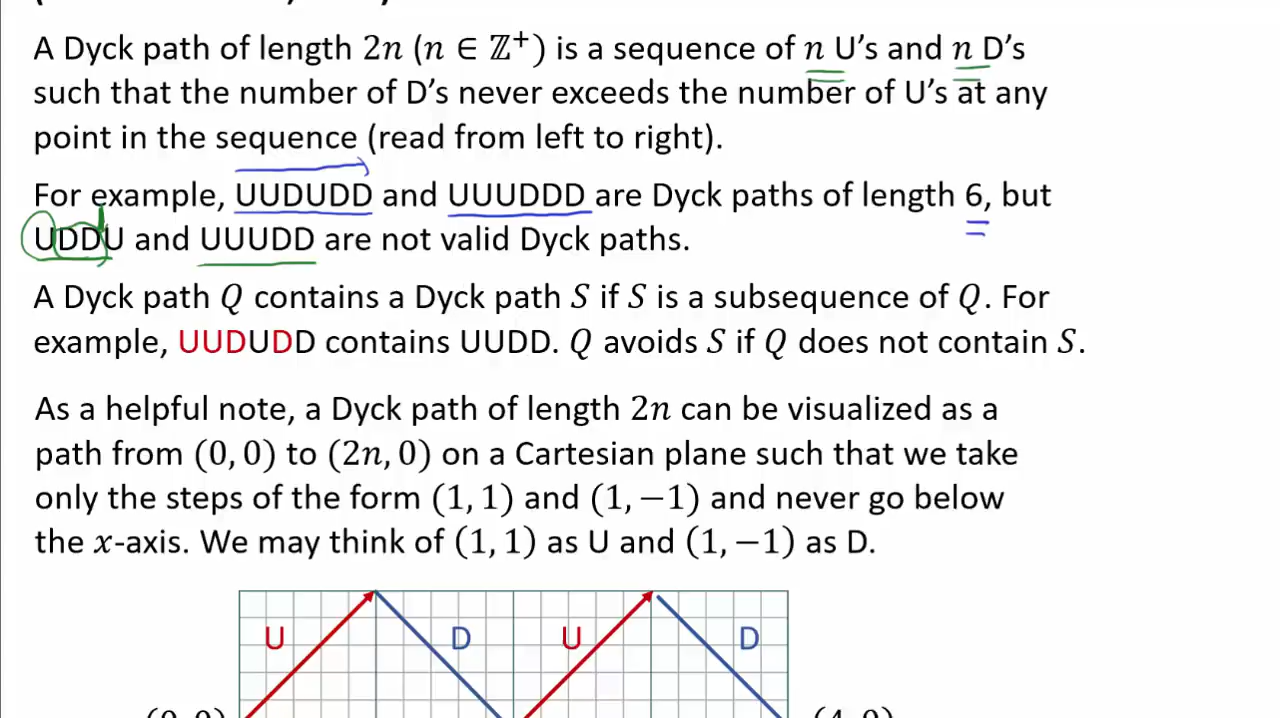 A Dyck path of length 2n (n ∈ ℤ⁺) is a sequence of n U’s and n D’s
such that the number of D’s never exceeds the number of U’s at any
point in the sequence (read from left to right).
For example, UUDUDD and UUUDDD are Dyck paths of length 6, but
UDDU and UUUDD are not valid Dyck paths.
A Dyck path Q contains a Dyck path S if S is a subsequence of Q. For
example, UUDUDD contains UUDD. Q avoids S if Q does not contain S.
As a helpful note, a Dyck path of length 2n can be visualized as a
path from (0, 0) to (2n, 0) on a Cartesian plane such that we take
only the steps of the form (1, 1) and (1, −1) and never go below
the x-axis. We may think of (1, 1) as U and (1, −1) as D.
U D U D